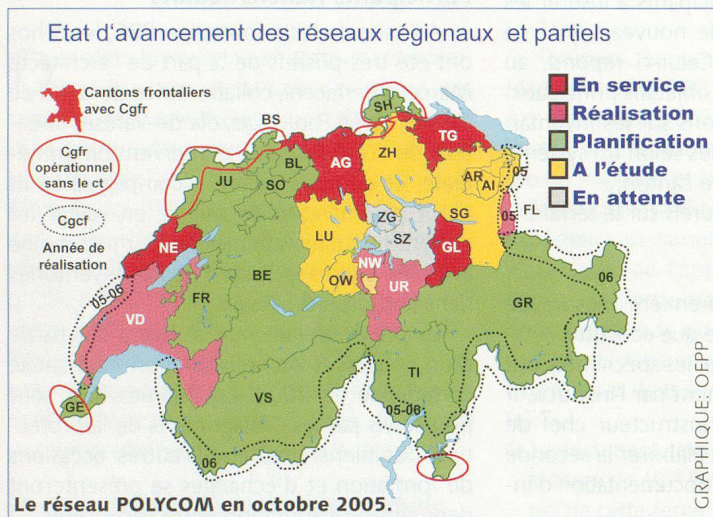 Etat d'avancement des réseaux régionaux et partiels
Cantons frontaliers
avec Cgfr
Cgfr
opérationnel
sans le ct
Cgcf
Année de
réalisation
En service
Réalisation
Planification
A l'étude
En attente
BS
SH
TG
JU
BL
SO
AG
ZH
AR
AI
05
NE
LU
ZG
SZ
SG
FL
05
GL
BE
OW
NW
UR
05-06
VD
FR
GR
06
GE
VS
TI
05-06
06
Le réseau POLYCOM en octobre 2005.
GRAPHIQUE OFPP